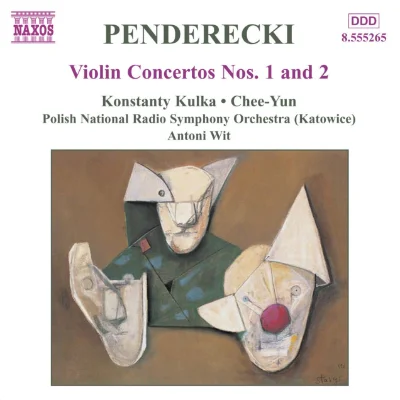 NAXOS
PENDERECKI
DDD
8.555265
Violin Concertos Nos. 1 and 2
Konstanty Kulka • Chee-Yun
Polish National Radio Symphony Orchestra (Katowice)
Antoni Wit